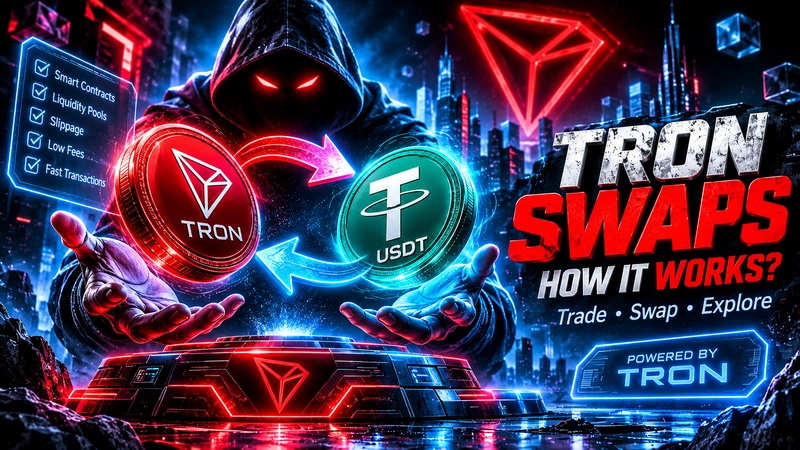 Smart Contracts
Liquidity Pools
Slippage
Low Fees
Fast Transactions
TRON
USDT
TRON
SWAPS
HOW IT WORKS?
Trade • Swap • Explore
POWERED BY
TRON